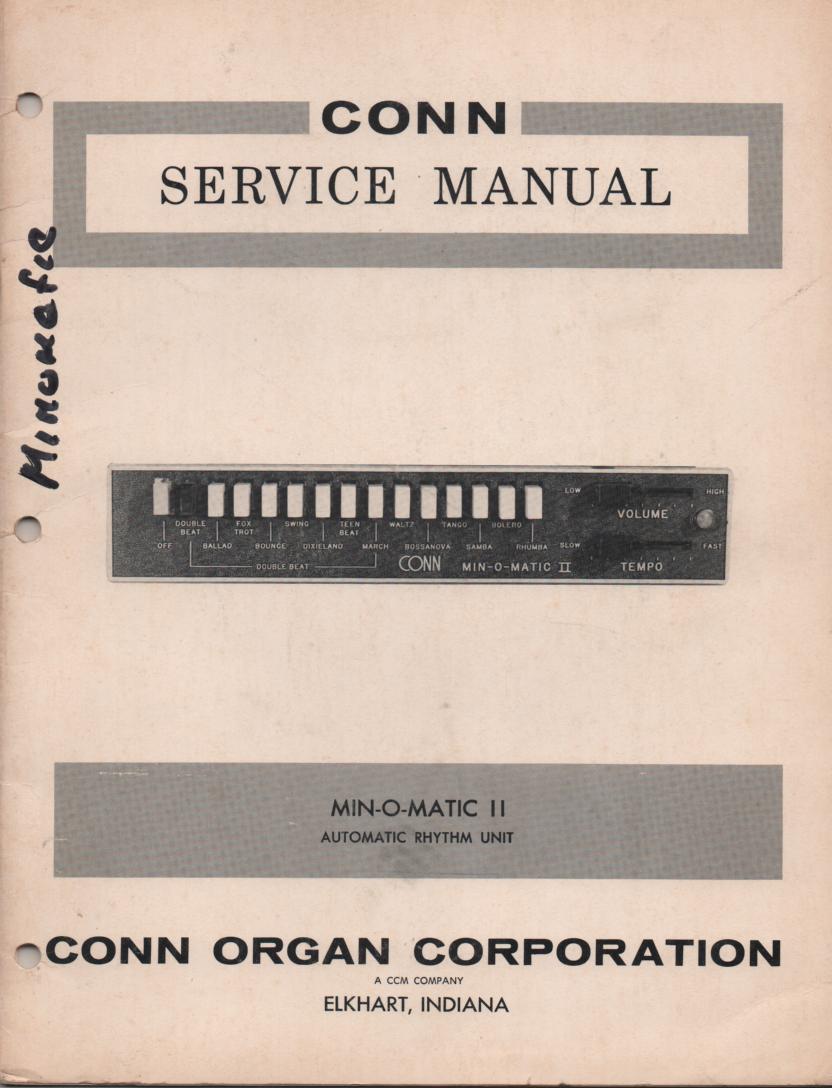 CONN
SERVICE MANUAL
LOW
HIGH
VOLUME
DOUBLE BEAT
FOX TROT
SWING
TEEN BEAT
WALTZ
TANGO
BOLERO
OFF
BALLAD
BOUNCE
DIXIELAND
MARCH
BOSSANOVA
SAMBA
RHUMBA
SLOW
FAST
DOUBLE BEAT
CONN
MIN-O-MATIC II
TEMPO
MIN-O-MATIC II
AUTOMATIC RHYTHM UNIT
CONN ORGAN CORPORATION
A CCM COMPANY
ELKHART, INDIANA